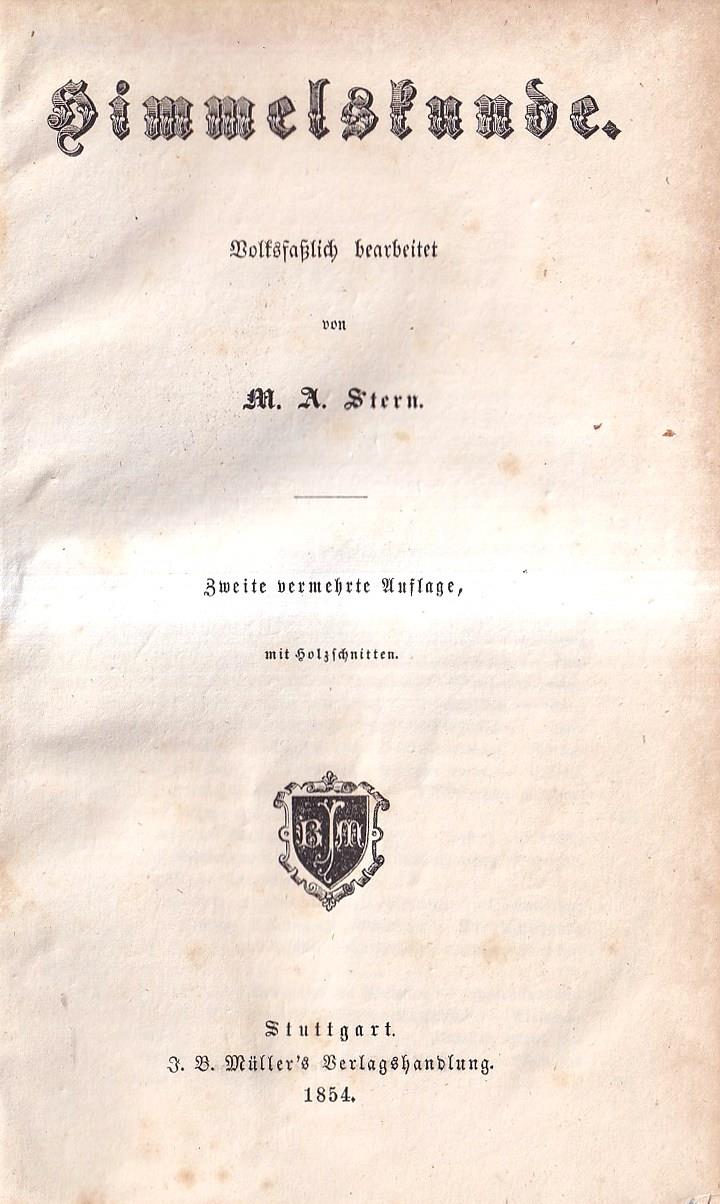 Himmelskunde.
Volksfaßlich bearbeitet
von
M. A. Stern.
Zweite vermehrte Auflage,
mit Holzschnitten.
B J M
Stuttgart.
J. B. Müller's Verlagshandlung.
1854.